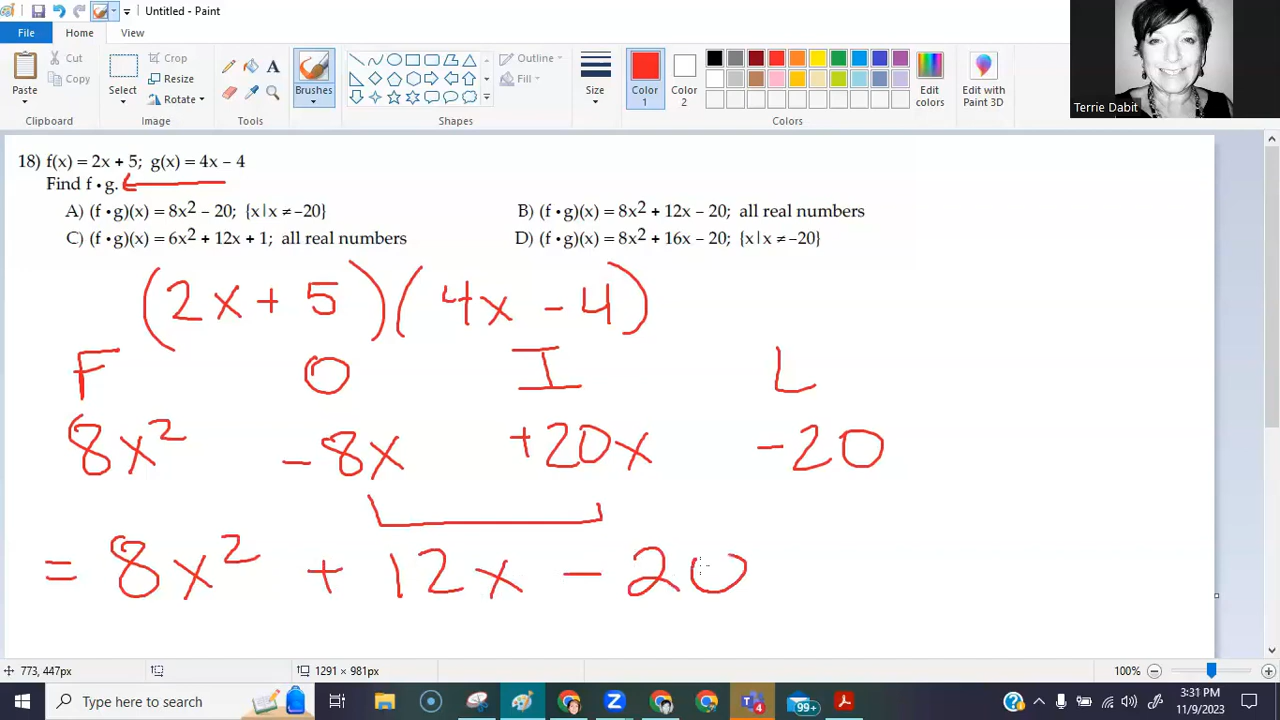 Untitled - Paint
File Home View
Paste Cut Copy Clipboard
Select Crop Resize Rotate Image
A Tools
Brushes
Outline Fill Shapes
Size
Color 1 Color 2 Edit colors Colors
Edit with Paint 3D
Terrie Dabit
18) f(x) = 2x + 5; g(x) = 4x − 4
Find f • g.
A) (f • g)(x) = 8x² − 20; {x|x ≠ −20} B) (f • g)(x) = 8x² + 12x − 20; all real numbers
C) (f • g)(x) = 6x² + 12x + 1; all real numbers D) (f • g)(x) = 8x² + 16x − 20; {x|x ≠ −20}
(2x + 5)(4x − 4)
F O I L
8x² −8x +20x −20
= 8x² + 12x − 20
773, 447px 1291 × 981px 100%
Type here to search 4 99+ 3:31 PM
11/9/2023 3